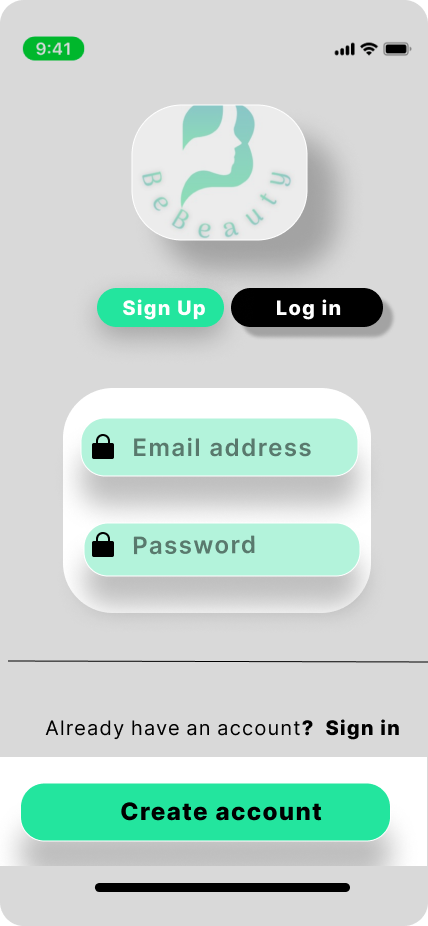 9:41
BeBeauty
Sign Up
Log in
Email address
Password
Already have an account? Sign in
Create account